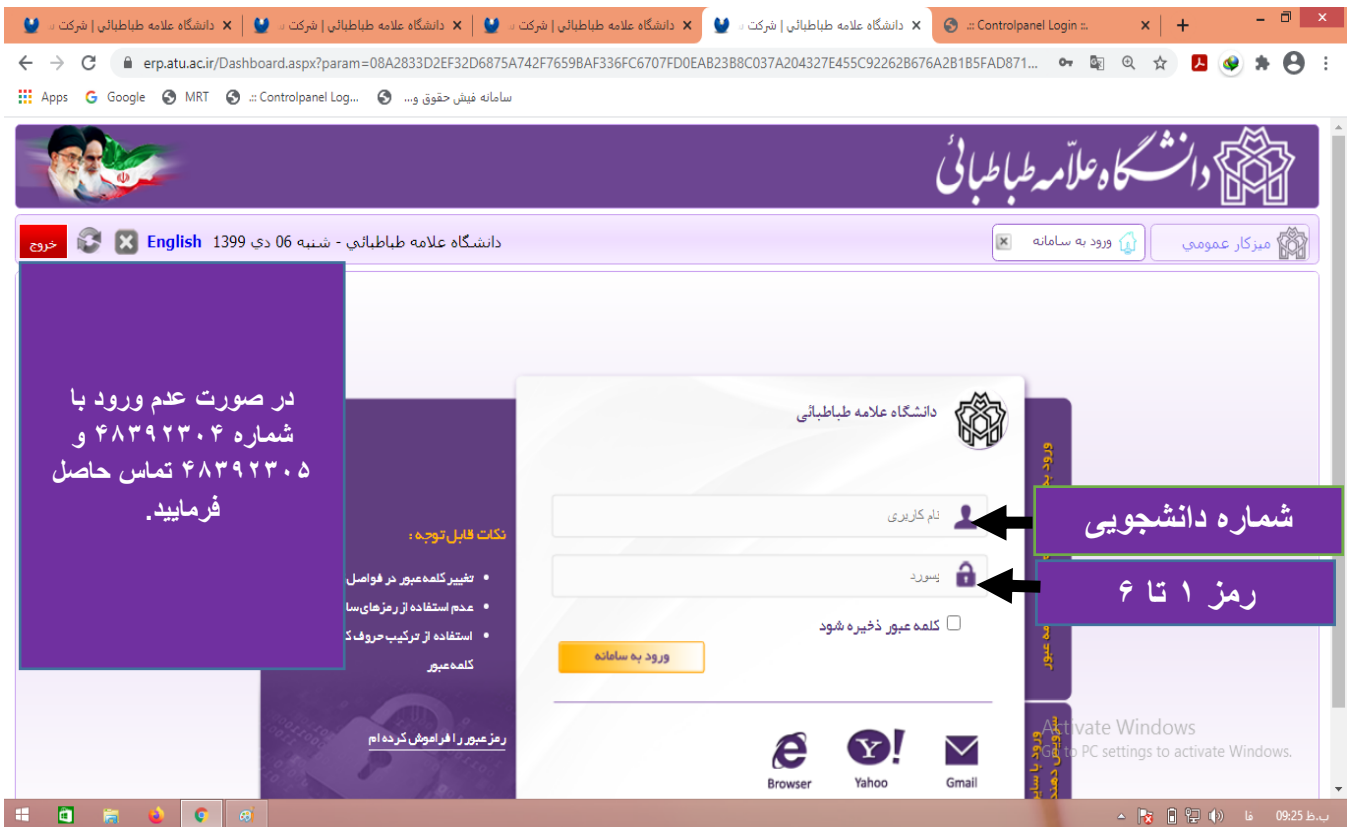 دانشگاه علامه طباطبائی | شرکت
دانشگاه علامه طباطبائی | شرکت
دانشگاه علامه طباطبائی | شرکت
دانشگاه علامه طباطبائی | شرکت
.:: Controlpanel Login ::.
erp.atu.ac.ir/Dashboard.aspx?param=08A2833D2EF32D6875A742F7659BAF336FC6707FD0EAB23B8C037A204327E455C92262B676A2B1B5FAD871...
Apps Google MRT .:: Controlpanel Log... سامانه فیش حقوق و...
دانشگاه علاّمه طباطبائی
میزکار عمومي
ورود به سامانه
دانشگاه علامه طباطبائي - شنبه 06 دي 1399 English
خروج
در صورت عدم ورود با
شماره ۴۸۳۹۲۳۰۴ و
۴۸۳۹۲۳۰۵ تماس حاصل
فرمایید.
دانشگاه علامه طباطبائی
نام کاربری
شماره دانشجویی
پسورد
رمز ۱ تا ۶
کلمه عبور ذخیره شود
ورود به سامانه
Browser Yahoo Gmail
نکات قابل توجه :
• تغییر کلمه عبور در فواصل
• عدم استفاده از رمزهای
• استفاده از ترکیب حروف
کلمه عبور
رمز عبور را فراموش کرده ام
Activate Windows
Go to PC settings to activate Windows.
فا 09:25 ب.ظ